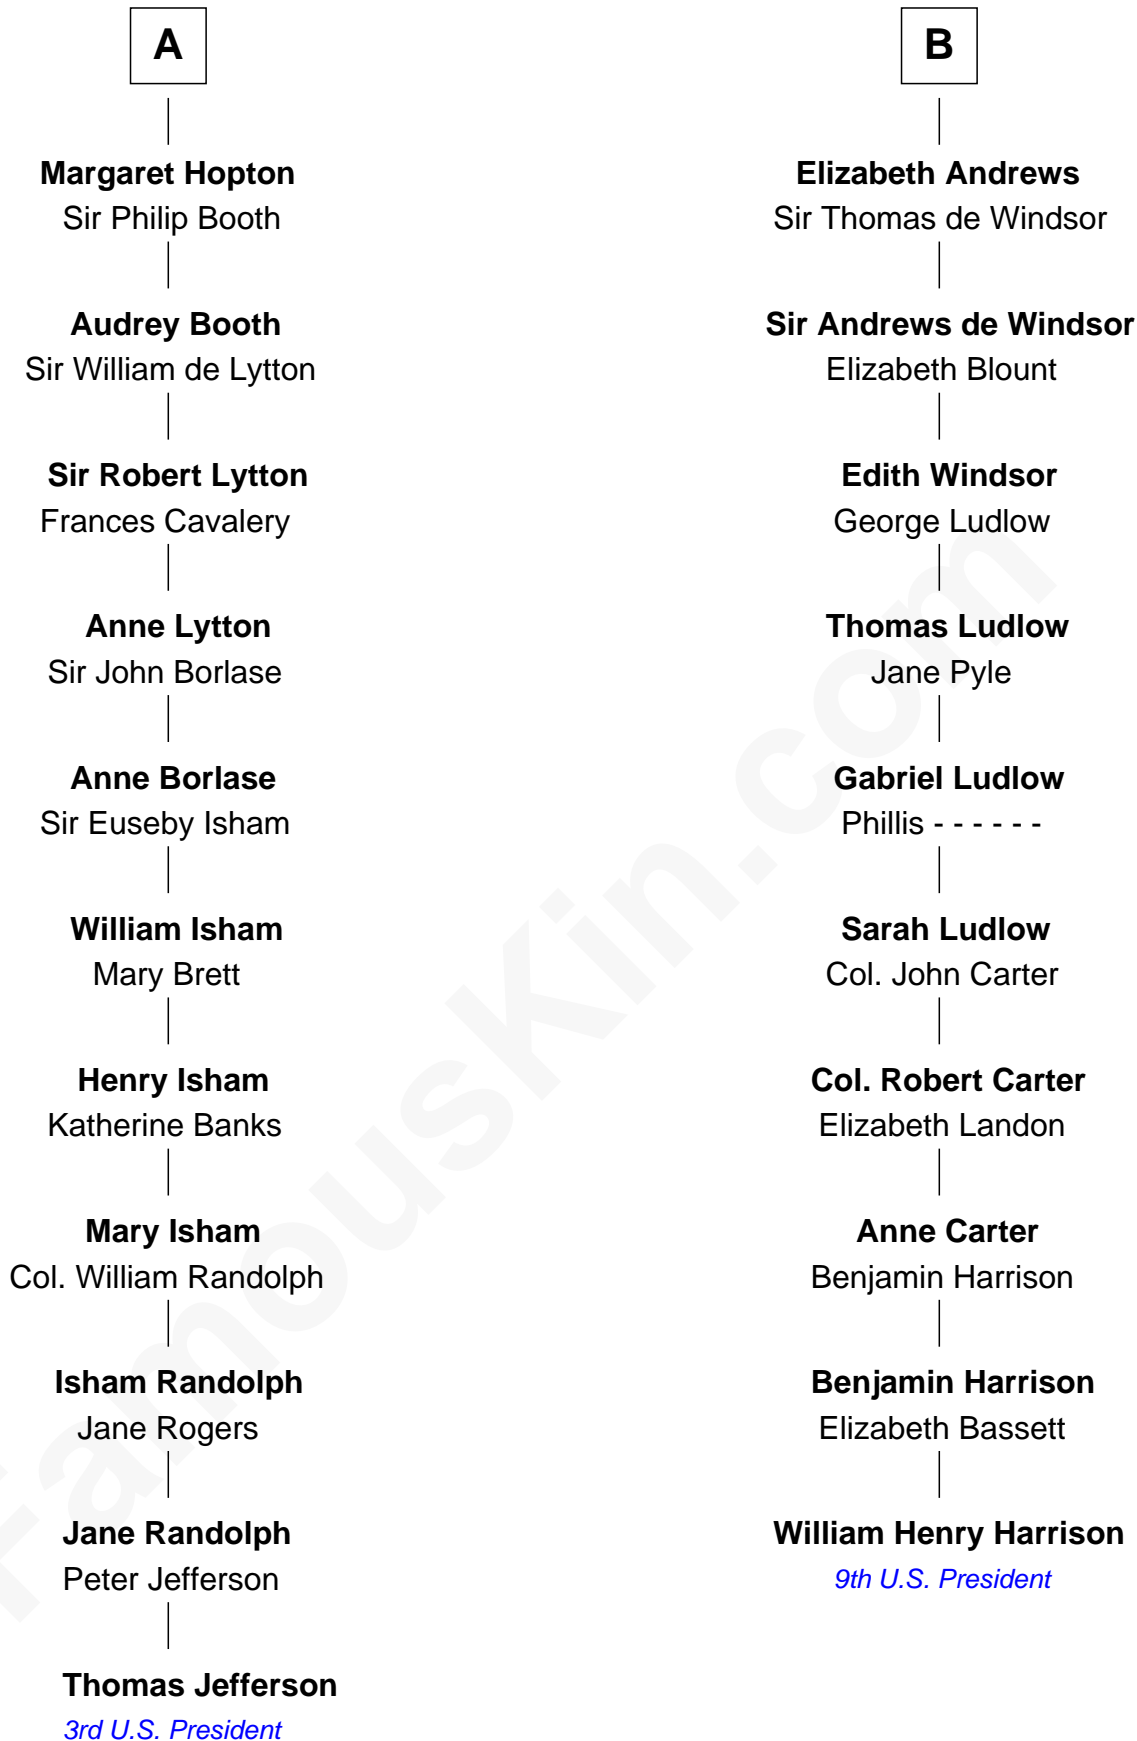 A
Margaret Hopton
Sir Philip Booth
Audrey Booth
Sir William de Lytton
Sir Robert Lytton
Frances Cavalery
Anne Lytton
Sir John Borlase
Anne Borlase
Sir Euseby Isham
William Isham
Mary Brett
Henry Isham
Katherine Banks
Mary Isham
Col. William Randolph
Isham Randolph
Jane Rogers
Jane Randolph
Peter Jefferson
Thomas Jefferson
3rd U.S. President
B
Elizabeth Andrews
Sir Thomas de Windsor
Sir Andrews de Windsor
Elizabeth Blount
Edith Windsor
George Ludlow
Thomas Ludlow
Jane Pyle
Gabriel Ludlow
Phillis - - - - - -
Sarah Ludlow
Col. John Carter
Col. Robert Carter
Elizabeth Landon
Anne Carter
Benjamin Harrison
Benjamin Harrison
Elizabeth Bassett
William Henry Harrison
9th U.S. President
FamousKin.com